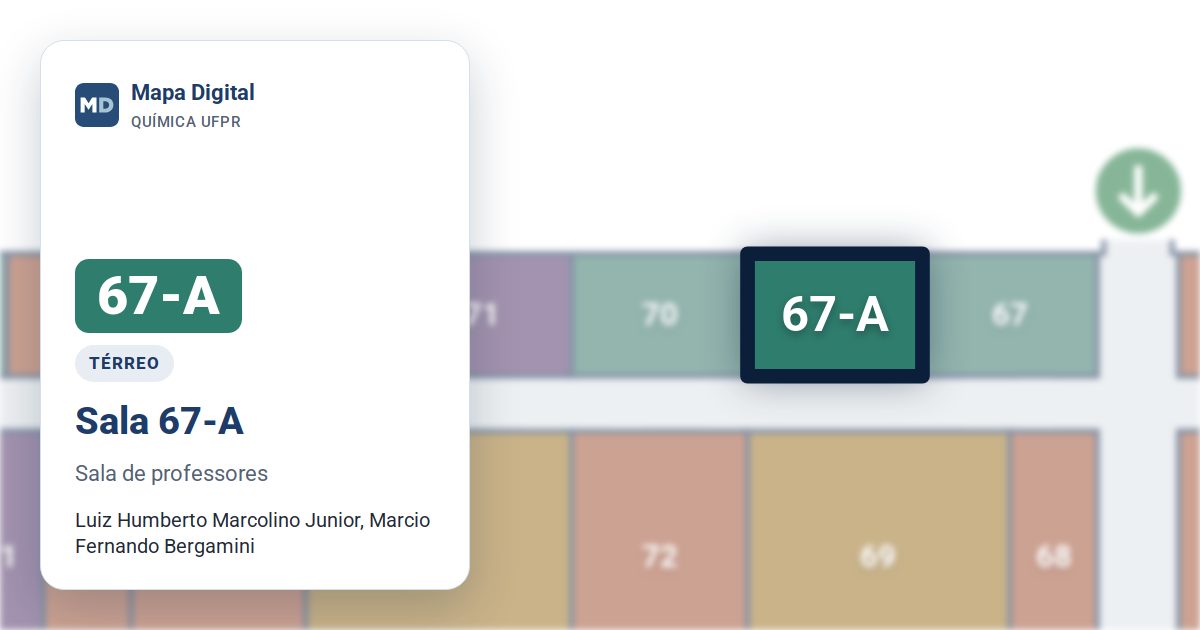 MD
Mapa Digital
QUÍMICA UFPR
67-A
TÉRREO
Sala 67-A
Sala de professores
Luiz Humberto Marcolino Junior, Marcio
Fernando Bergamini
71
70
67-A
67
72
69
68